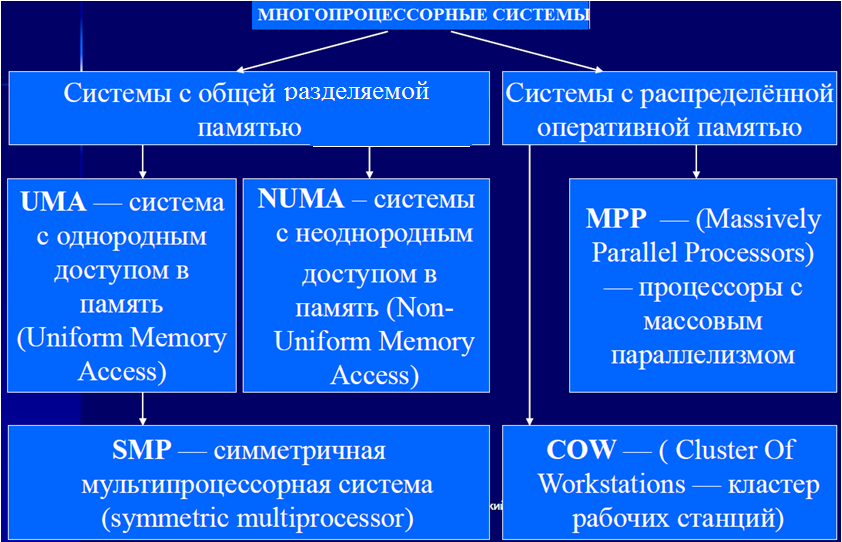 МНОГОПРОЦЕССОРНЫЕ СИСТЕМЫ
Системы с общей разделяемой
памятью
Системы с распределённой
оперативной памятью
UMA — система
с однородным
доступом в
память
(Uniform Memory
Access)
NUMA – системы
с неоднородным
доступом в
память (Non-
Uniform Memory
Access)
MPP — (Massively
Parallel Processors)
— процессоры с
массовым
параллелизмом
SMP — симметричная
мультипроцессорная система
(symmetric multiprocessor)
COW — ( Cluster Of
Workstations — кластер
рабочих станций)